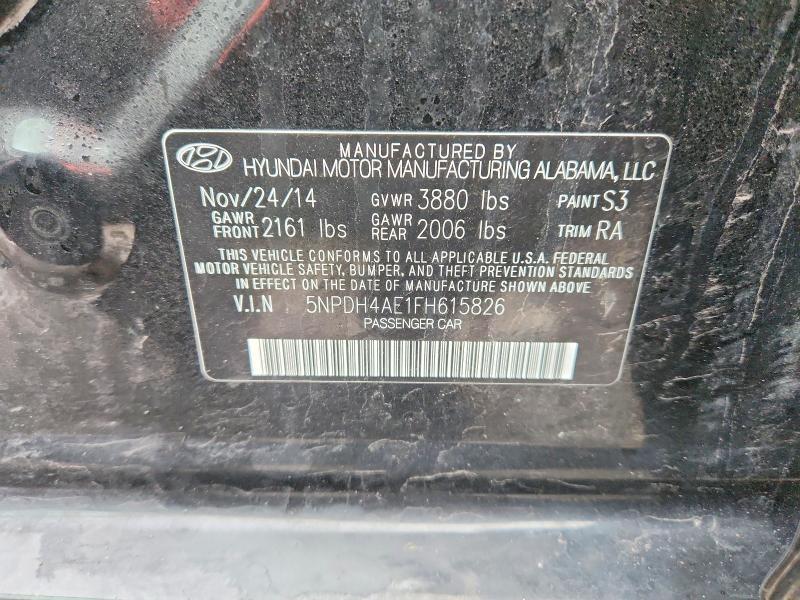 MANUFACTURED BY
HYUNDAI MOTOR MANUFACTURING ALABAMA, LLC
Nov/24/14 GVWR 3880 lbs PAINT S3
GAWR FRONT 2161 lbs GAWR REAR 2006 lbs TRIM RA
THIS VEHICLE CONFORMS TO ALL APPLICABLE U.S.A. FEDERAL
MOTOR VEHICLE SAFETY, BUMPER, AND THEFT PREVENTION STANDARDS
IN EFFECT ON THE DATE OF MANUFACTURE SHOWN ABOVE.
V.I.N 5NPDH4AE1FH615826
PASSENGER CAR